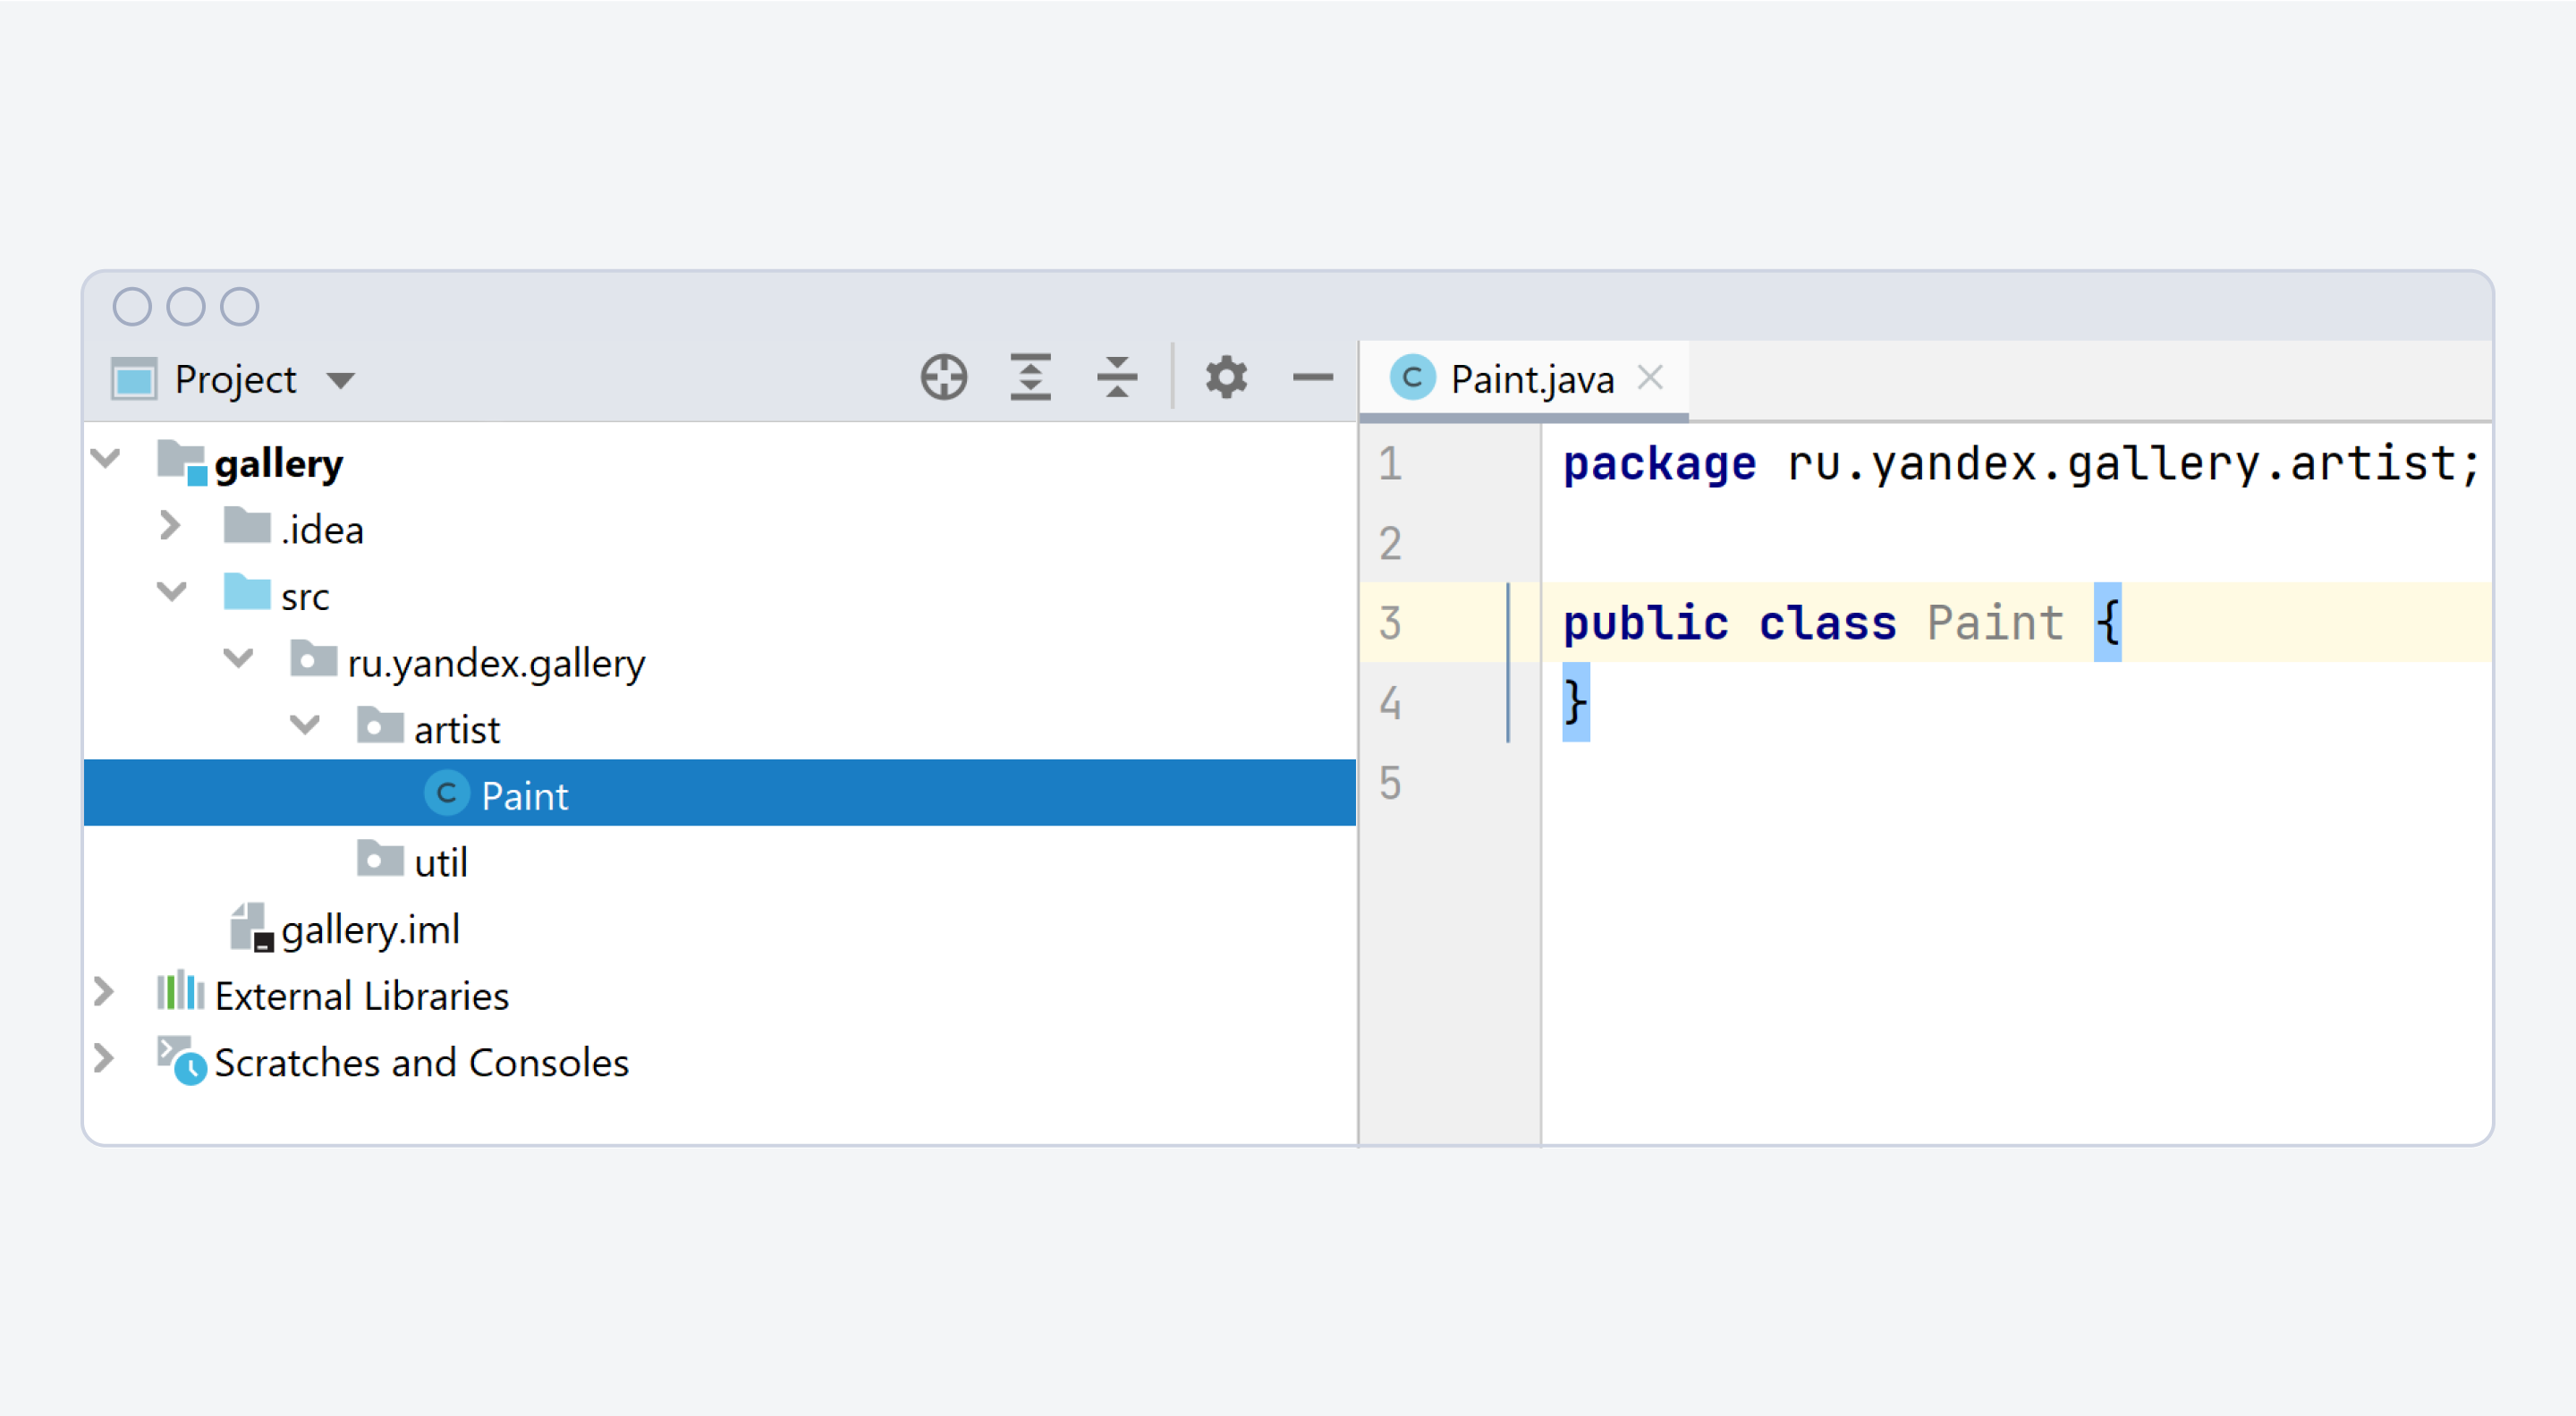 Project
gallery
.idea
src
ru.yandex.gallery
artist
C Paint
util
gallery.iml
External Libraries
Scratches and Consoles
C Paint.java
1 package ru.yandex.gallery.artist;
2
3 public class Paint {
4 }
5